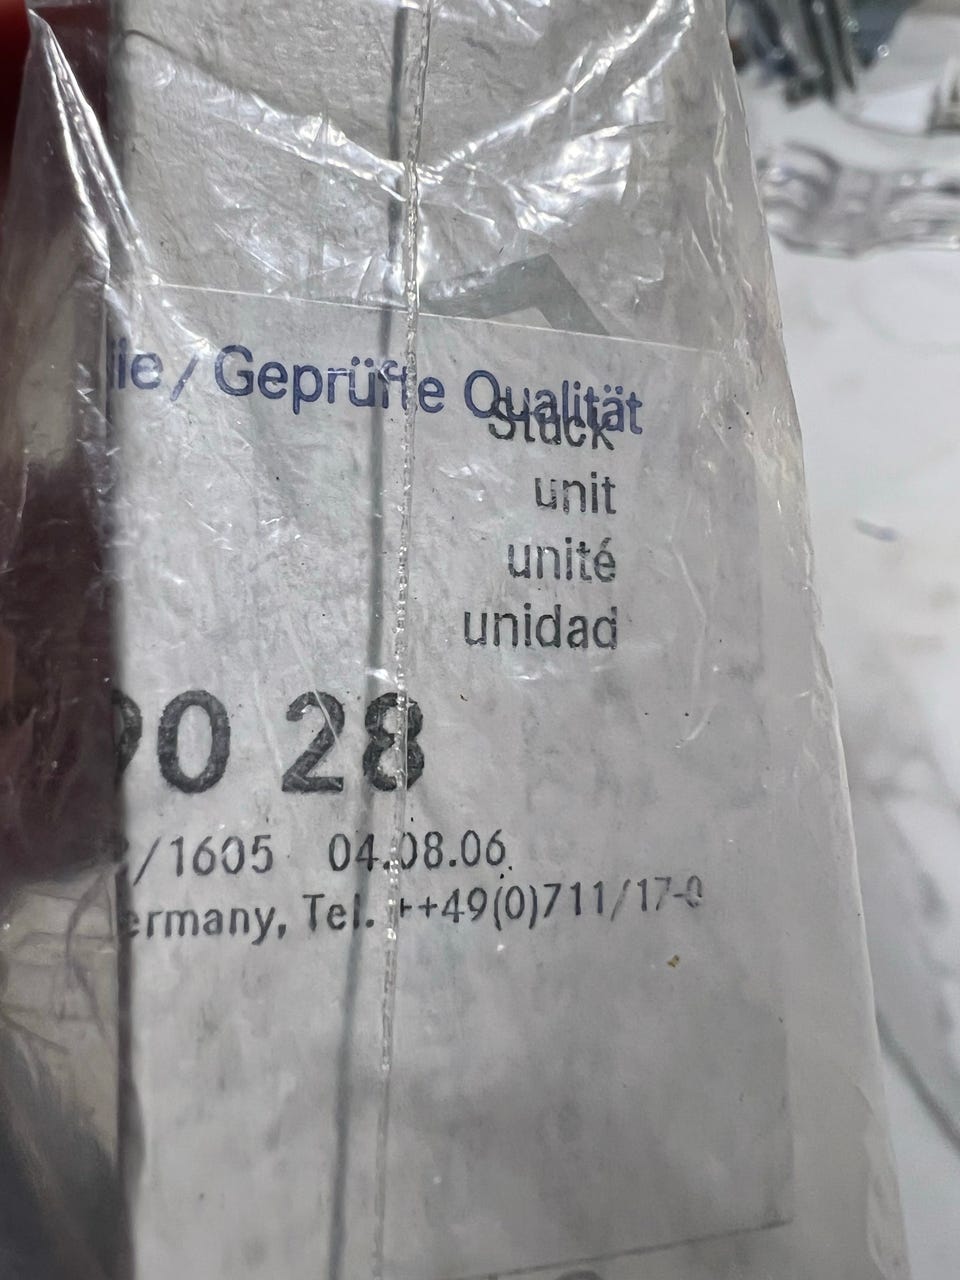 lie / Geprüfte Qualität
Stück
unit
unité
unidad
90 28
/1605 04.08.06
ermany, Tel. ++49(0)711/17-0